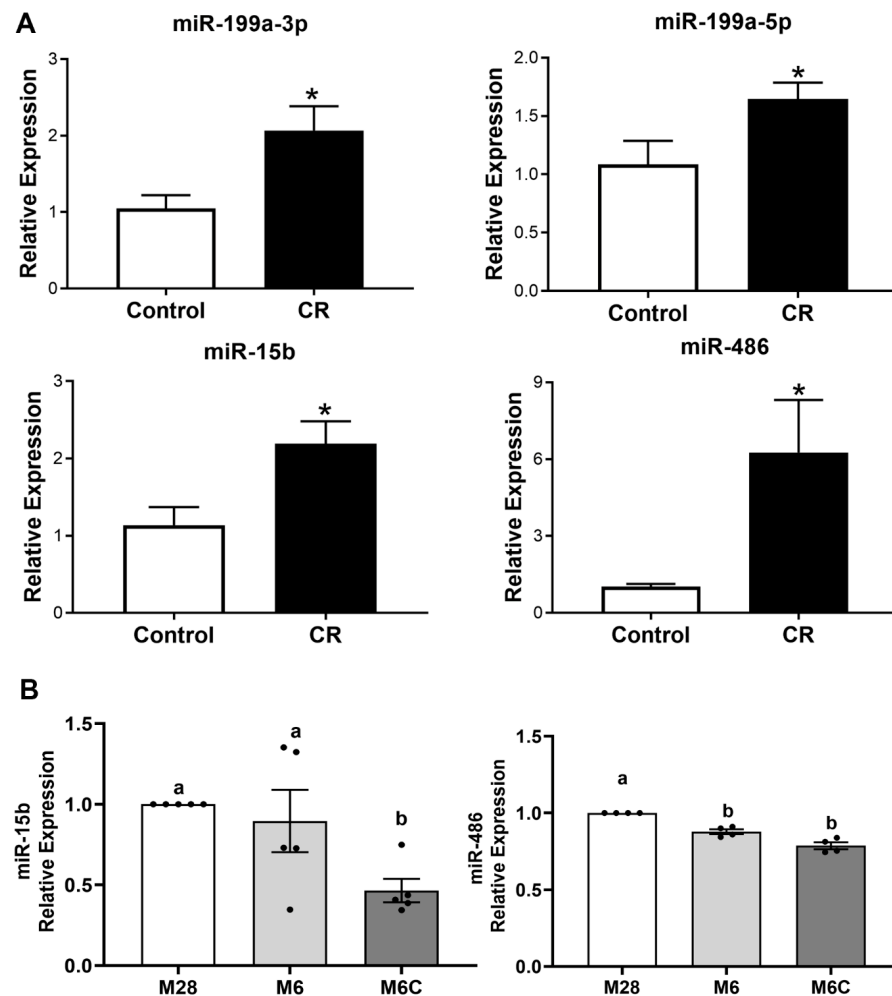 A
miR-199a-3p
Relative Expression
3
2
1
0
*
Control CR
miR-199a-5p
Relative Expression
2.0
1.5
1.0
0.5
0.0
*
Control CR
miR-15b
Relative Expression
3
2
1
0
*
Control CR
miR-486
Relative Expression
9
6
3
0
*
Control CR
B
miR-15b
Relative Expression
1.5
1.0
0.5
0.0
a
a
b
M28 M6 M6C
miR-486
Relative Expression
1.5
1.0
0.5
0.0
a
b
b
M28 M6 M6C